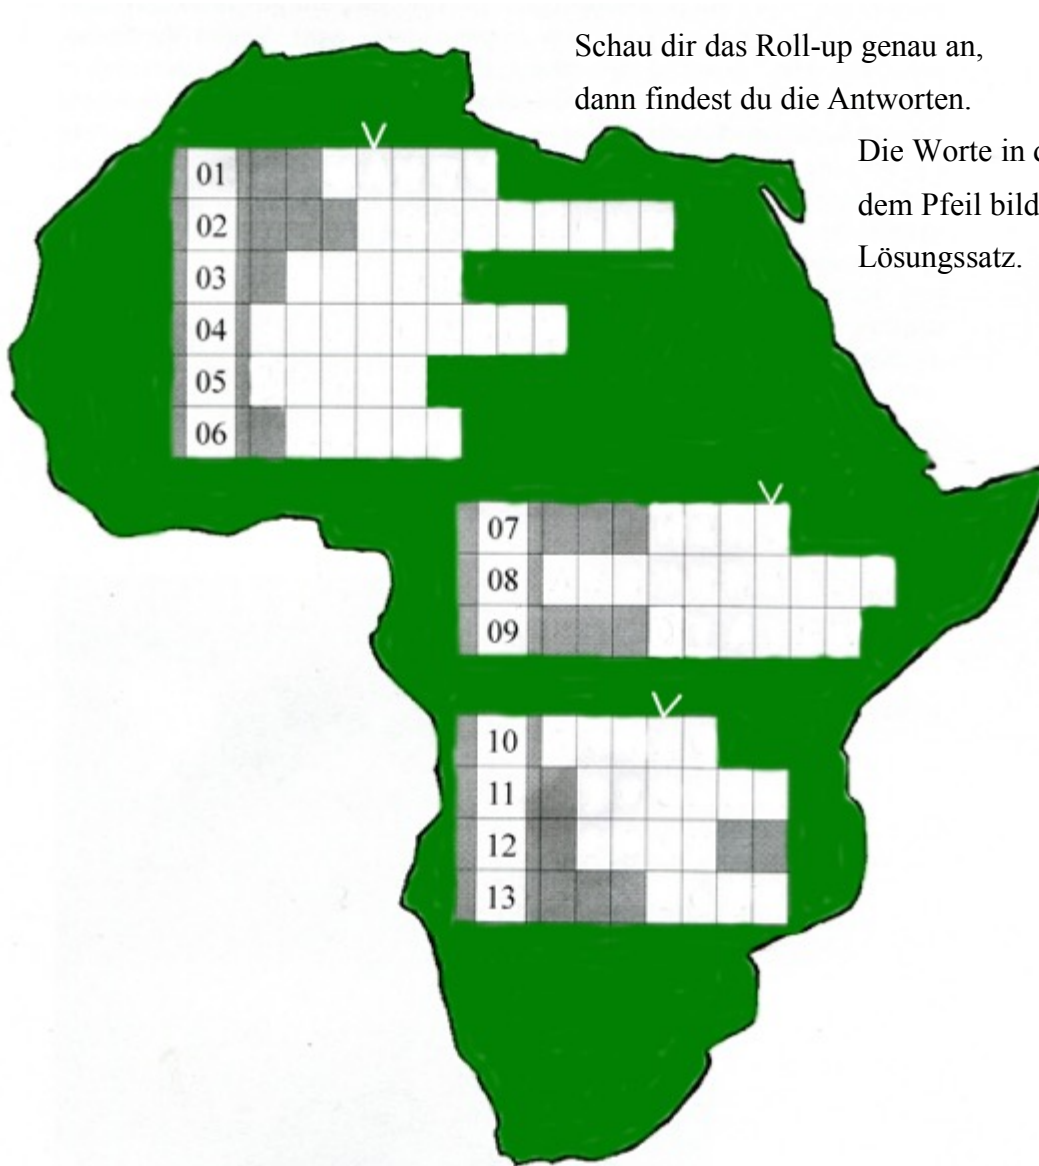 Schau dir das Roll-up genau an,
dann findest du die Antworten.
Die Worte in
dem Pfeil
Lösungssatz.
01
02
03
04
05
06
07
08
09
10
11
12
13